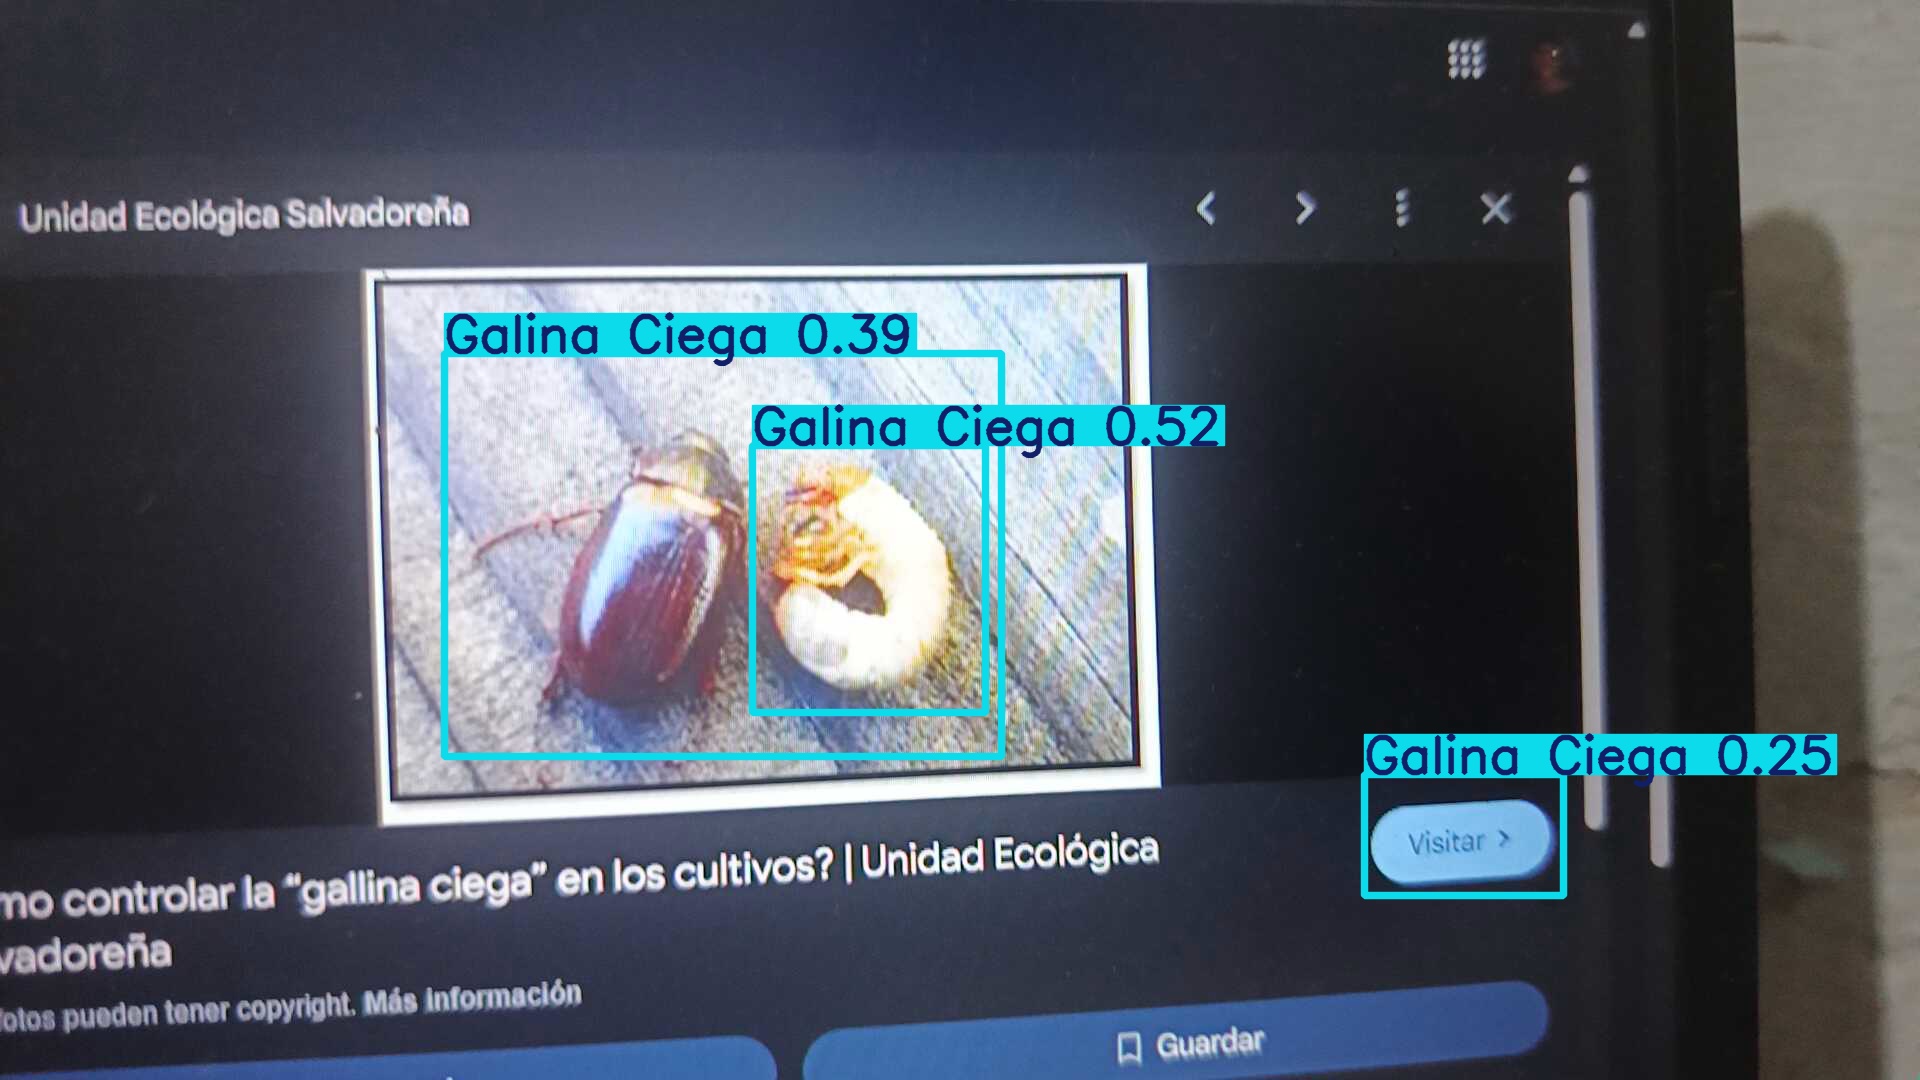 Unidad Ecológica Salvadoreña
Galina Ciega 0.39
Galina Ciega 0.52
Galina Ciega 0.25
Visitar
mo controlar la “gallina ciega” en los cultivos? | Unidad Ecológica
vadoreña
fotos pueden tener copyright. Más información
Guardar